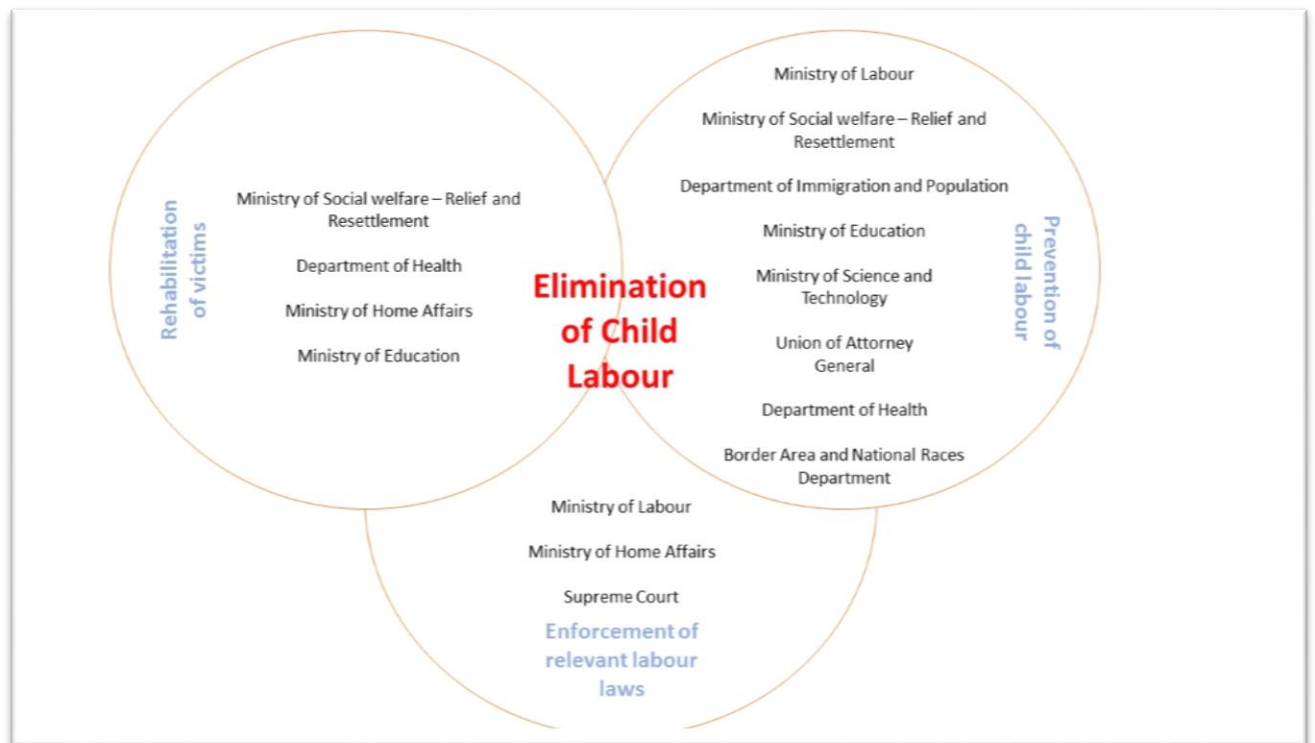 Rehabilitation
of victims
Ministry of Social welfare – Relief and
Resettlement
Department of Health
Ministry of Home Affairs
Ministry of Education
Elimination
of Child
Labour
Ministry of Labour
Ministry of Social welfare – Relief and
Resettlement
Department of Immigration and Population
Ministry of Education
Ministry of Science and
Technology
Union of Attorney
General
Department of Health
Border Area and National Races
Department
Prevention of
child labour
Ministry of Labour
Ministry of Home Affairs
Supreme Court
Enforcement of
relevant labour
laws